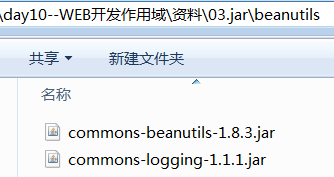 \day10--WEB开发作用域\资料\03.jar\beanutils
共享 新建文件夹
名称
commons-beanutils-1.8.3.jar
commons-logging-1.1.1.jar